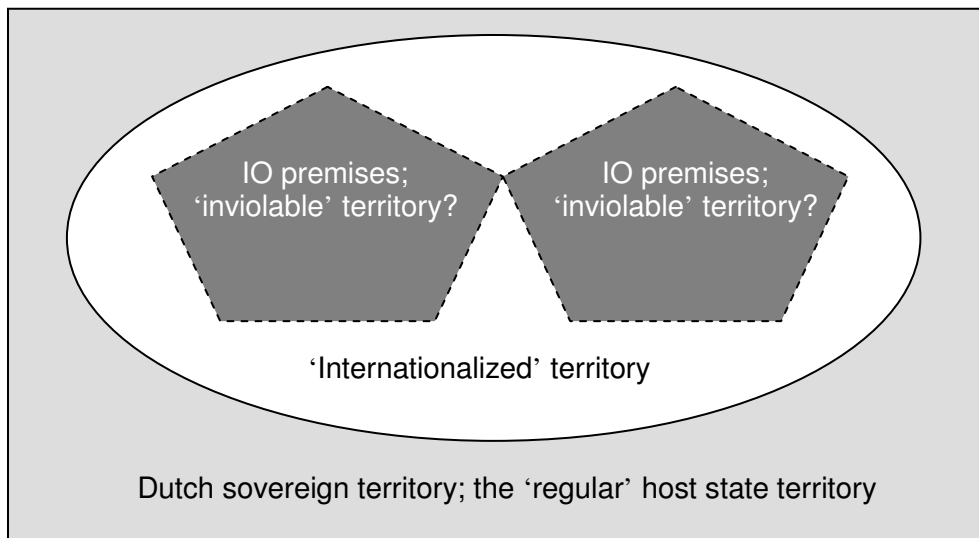 IO premises;
‘inviolable’ territory?
IO premises;
‘inviolable’ territory?
‘Internationalized’ territory
Dutch sovereign territory; the ‘regular’ host state territory